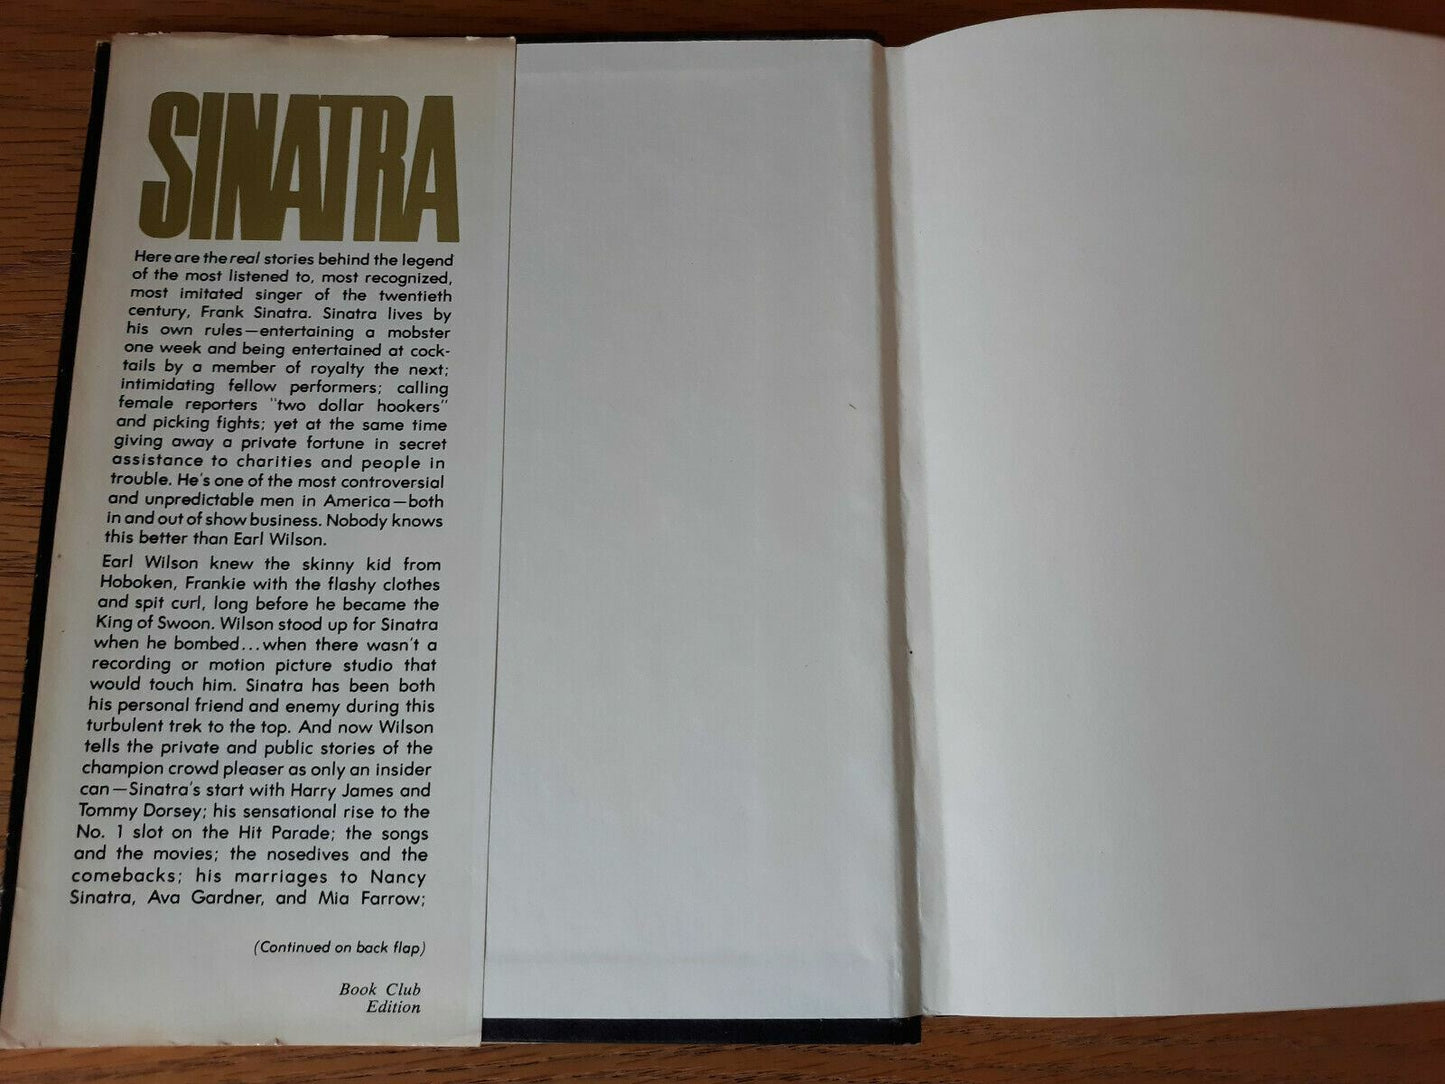 SINATRA
Here are the real stories behind the legend
of the most listened to, most recognized,
most imitated singer of the twentieth
century, Frank Sinatra. Sinatra lives by
his own rules—entertaining a mobster
one week and being entertained at cock-
tails by a member of royalty the next;
intimidating fellow performers; calling
female reporters "two dollar hookers"
and picking fights; yet at the same time
giving away a private fortune in secret
assistance to charities and people in
trouble. He's one of the most controversial
and unpredictable men in America—both
in and out of show business. Nobody knows
this better than Earl Wilson.
Earl Wilson knew the skinny kid from
Hoboken, Frankie with the flashy clothes
and spit curl, long before he became the
King of Swoon. Wilson stood up for Sinatra
when he bombed...when there wasn't a
recording or motion picture studio that
would touch him. Sinatra has been both
his personal friend and enemy during this
turbulent trek to the top. And now Wilson
tells the private and public stories of the
champion crowd pleaser as only an insider
can—Sinatra's start with Harry James and
Tommy Dorsey; his sensational rise to the
No. 1 slot on the Hit Parade; the songs
and the movies; the nosedives and the
comebacks; his marriages to Nancy
Sinatra, Ava Gardner, and Mia Farrow;
(Continued on back flap)
Book Club
Edition